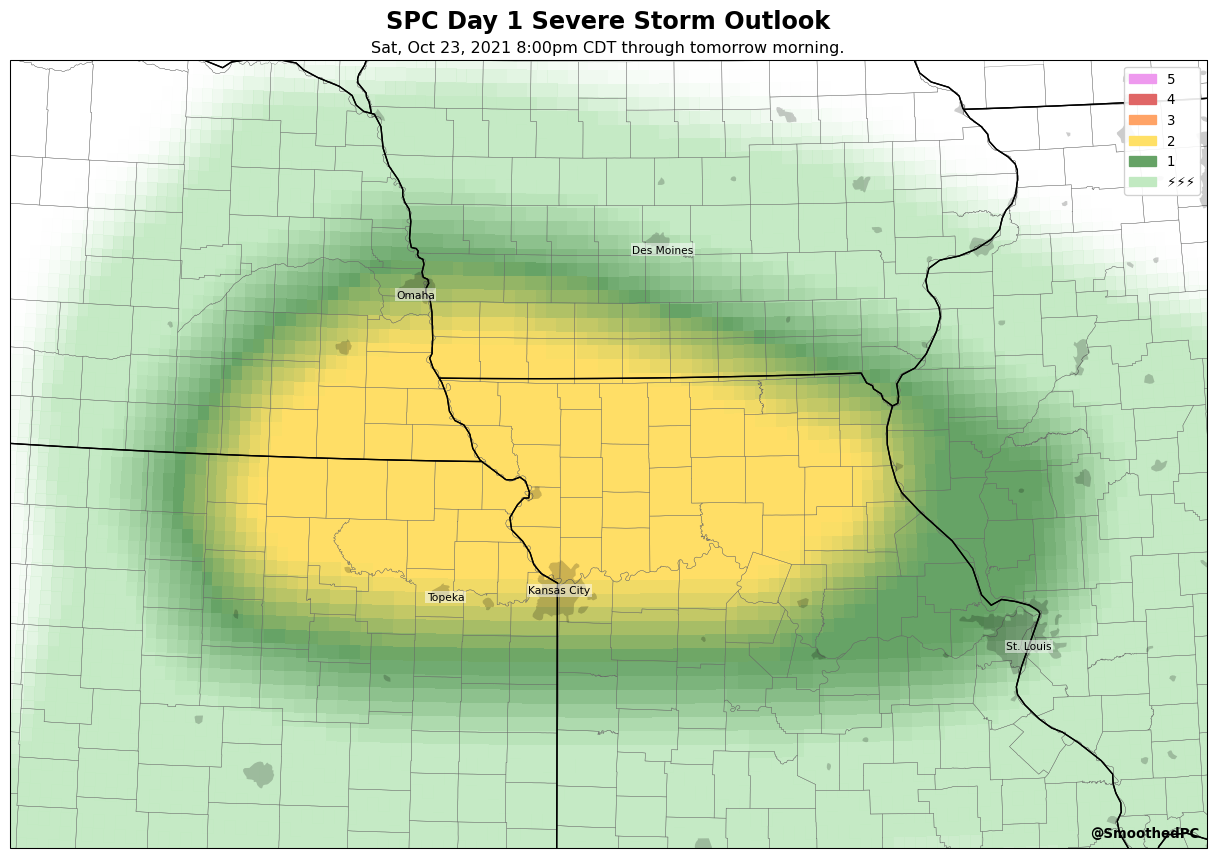 SPC Day 1 Severe Storm Outlook
Sat, Oct 23, 2021 8:00pm CDT through tomorrow morning.
5
4
3
2
1
⚡⚡⚡
Des Moines
Omaha
Topeka
Kansas City
St. Louis
@SmoothedPC